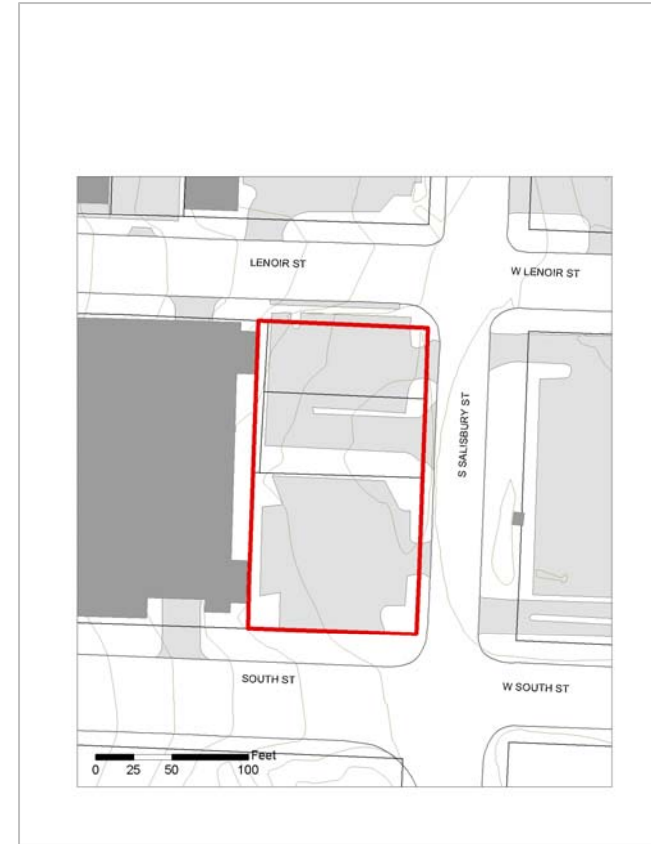 LENOIR ST
W LENOIR ST
S SALISBURY ST
SOUTH ST
W SOUTH ST
Feet
0 25 50 100